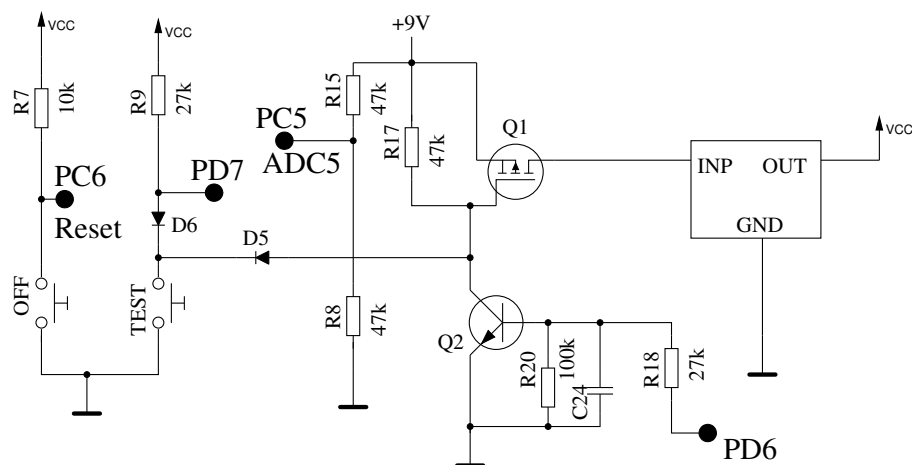 VCC
VCC
+9V
R7
10k
R9
27k
R15
47k
PC5
ADC5
R17
47k
Q1
VCC
INP
OUT
GND
PC6
Reset
PD7
D6
D5
OFF
TEST
R8
47k
Q2
R20
100k
C24
R18
27k
PD6